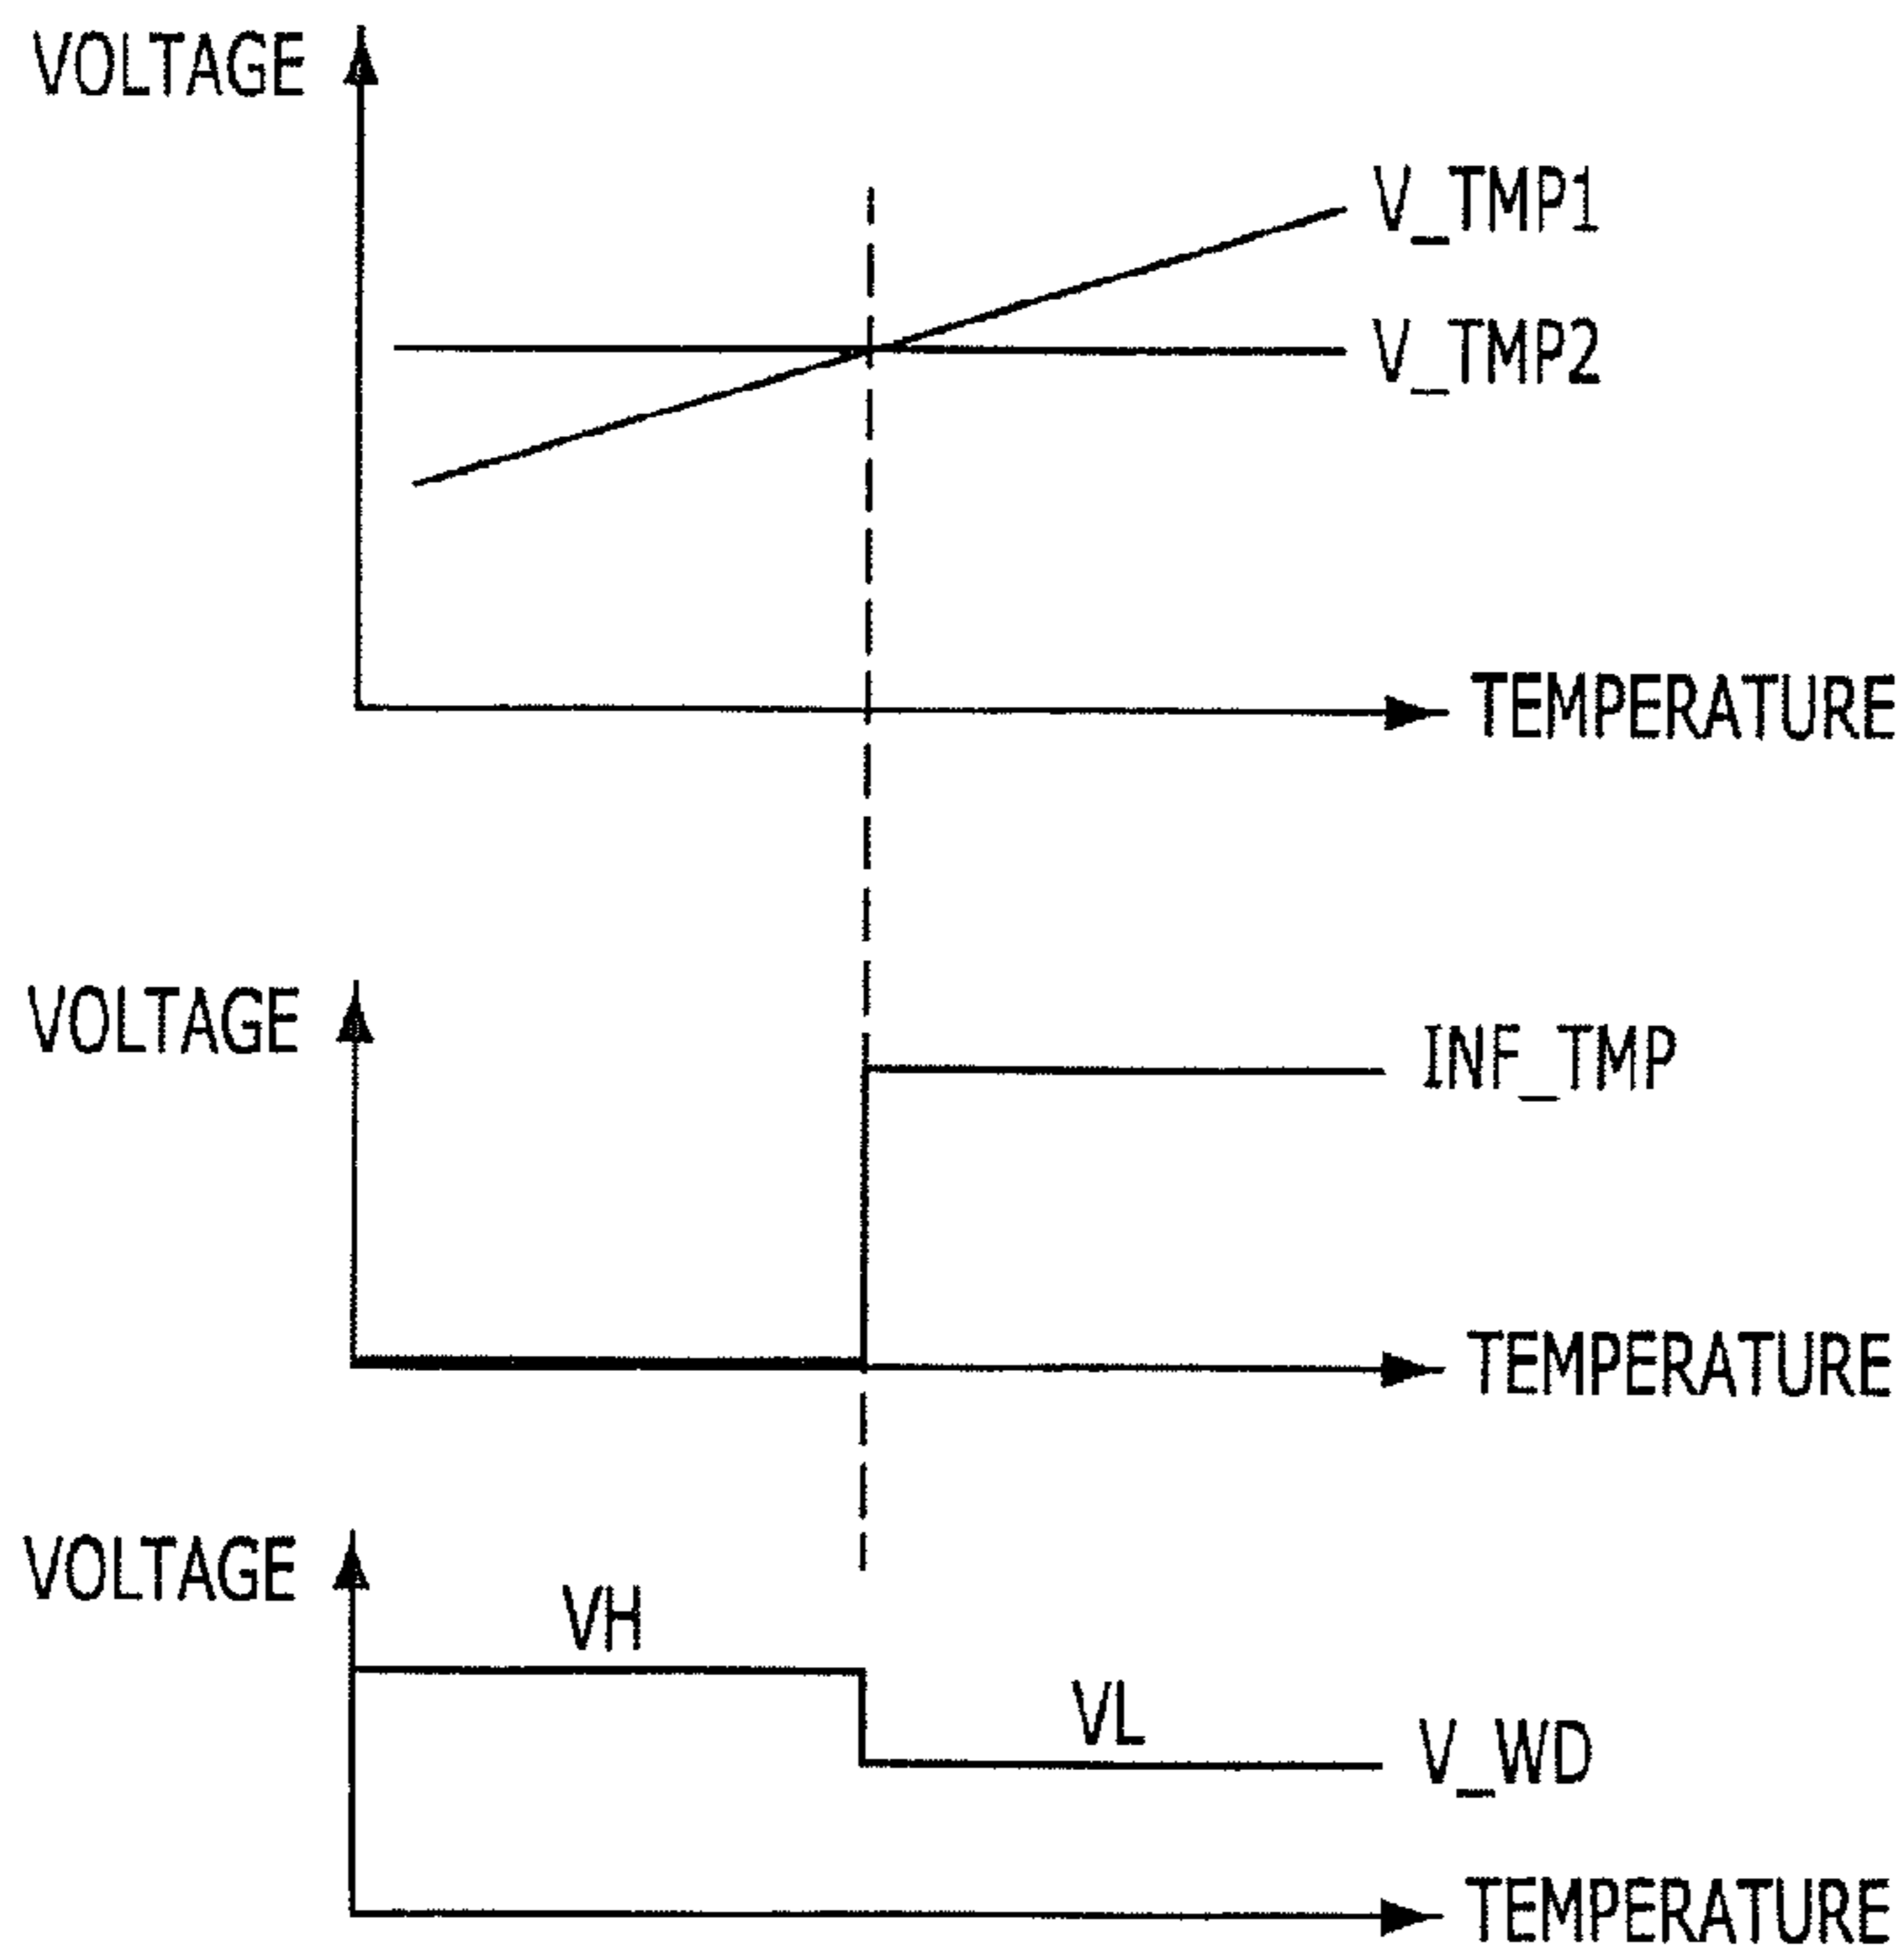 VOLTAGE
V_TMP1
V_TMP2
TEMPERATURE
VOLTAGE
INF_TMP
TEMPERATURE
VOLTAGE
VH
VL
V_WD
TEMPERATURE